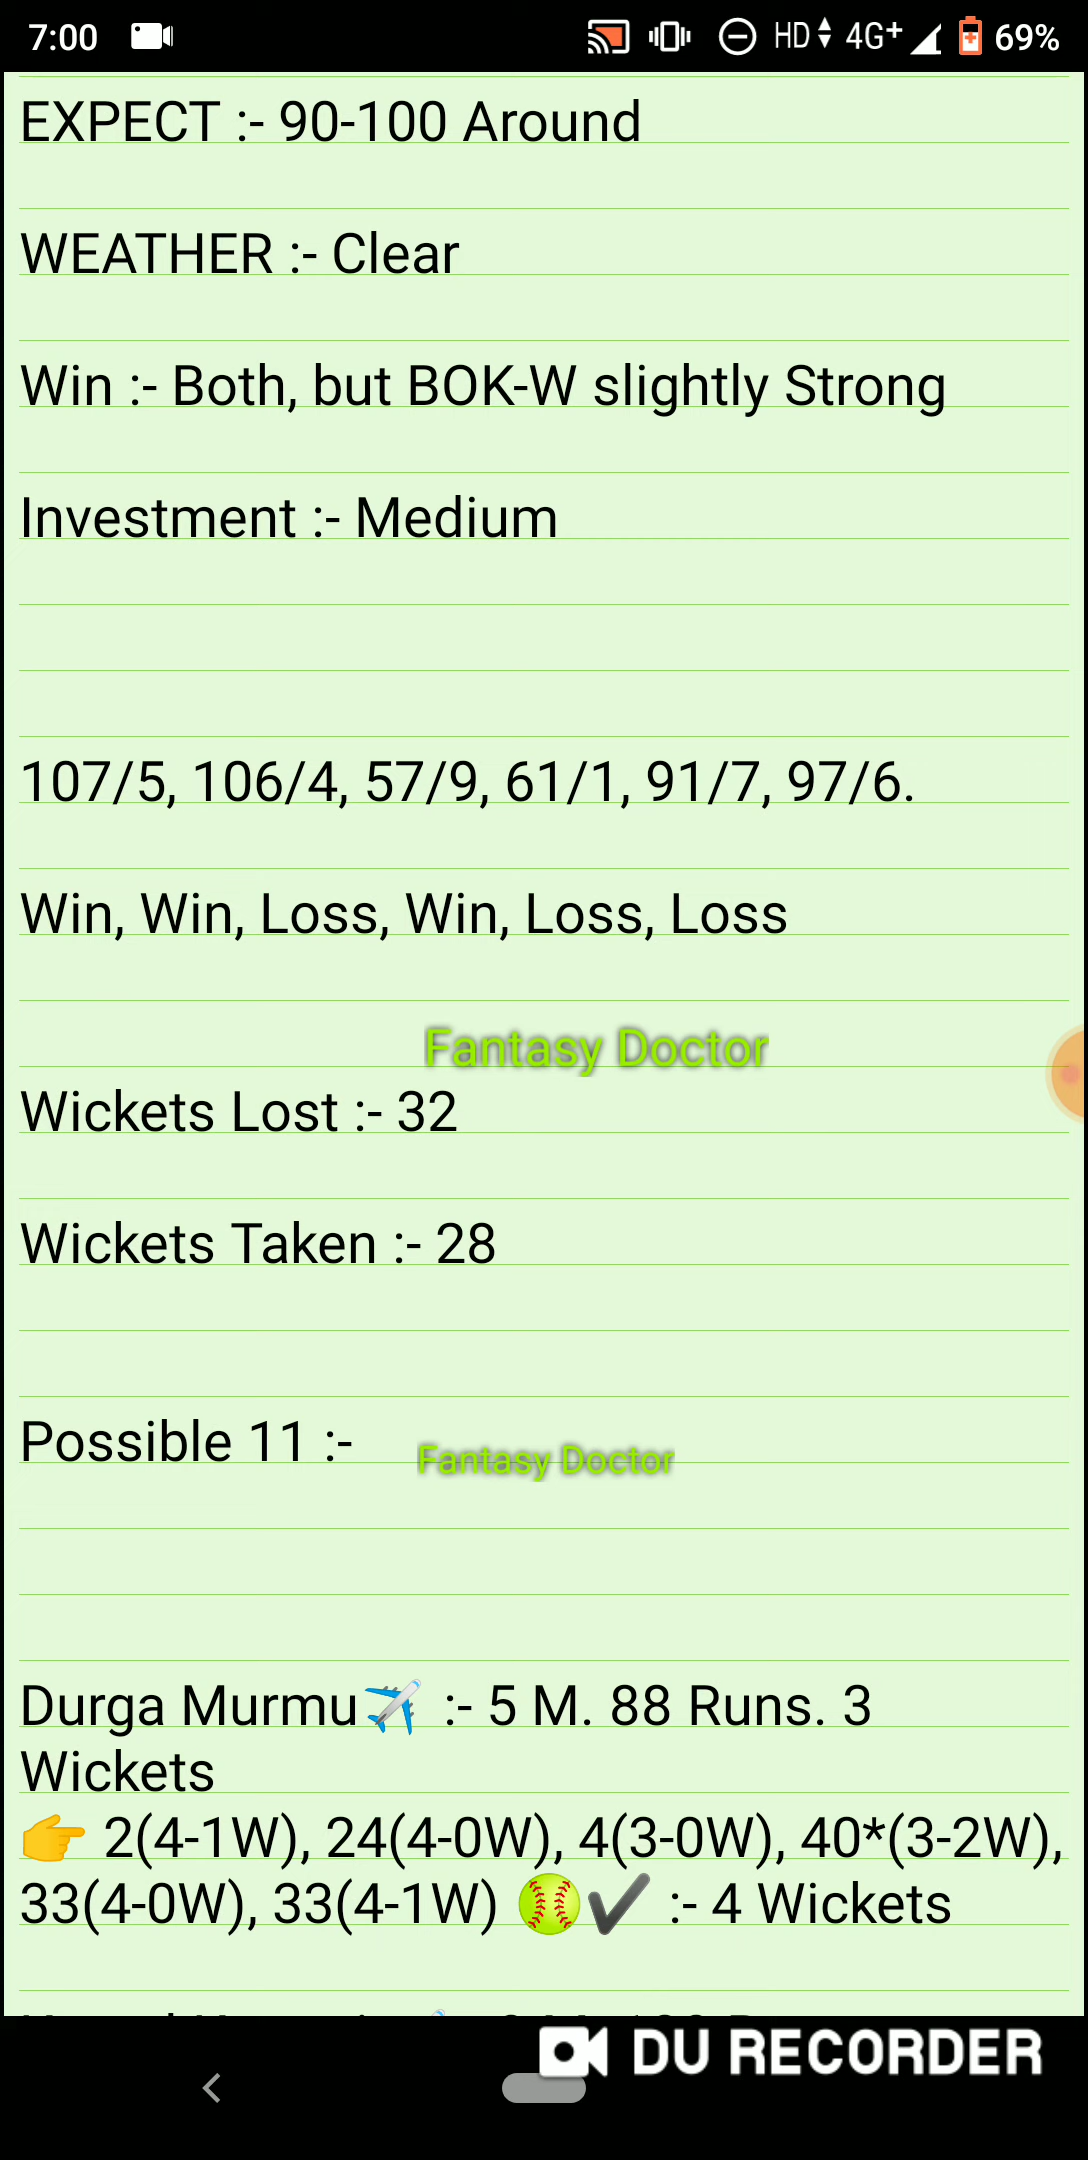 7:00 HD 4G+ 69%
EXPECT :- 90-100 Around
WEATHER :- Clear
Win :- Both, but BOK-W slightly Strong
Investment :- Medium
107/5, 106/4, 57/9, 61/1, 91/7, 97/6.
Win, Win, Loss, Win, Loss, Loss
Fantasy Doctor
Wickets Lost :- 32
Wickets Taken :- 28
Possible 11 :-
Fantasy Doctor
Durga Murmu✈️ :- 5 M. 88 Runs. 3
Wickets
👉 2(4-1W), 24(4-0W), 4(3-0W), 40*(3-2W),
33(4-0W), 33(4-1W) 🥎✔️ :- 4 Wickets
DU RECORDER